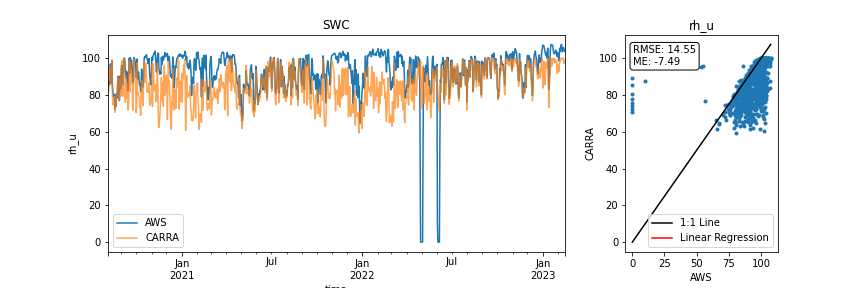 SWC
rh_u
100
80
60
40
20
0
AWS
CARRA
Jan
2021
Jul
Jan
2022
Jul
Jan
2023
time
rh_u
rh_u
RMSE: 14.55
ME: -7.49
100
80
60
40
20
0
CARRA
1:1 Line
Linear Regression
0
25
50
75
100
AWS